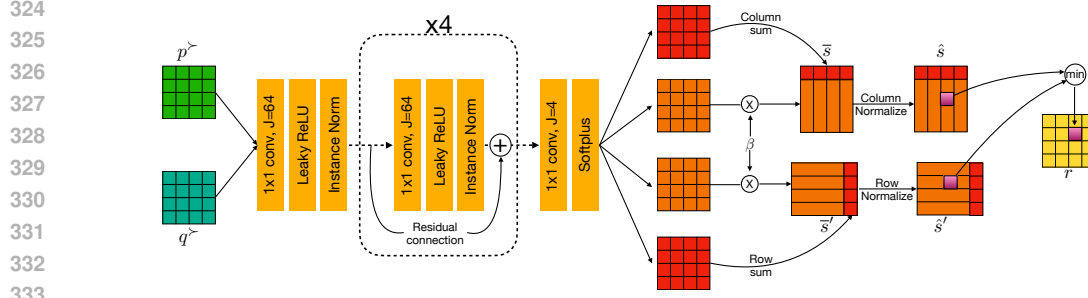 324
325
326
327
328
329
330
331
332
333
x4
p≻
q≻
1x1 conv, J=64
Leaky ReLU
Instance Norm
1x1 conv, J=64
Leaky ReLU
Instance Norm
+
Residual
connection
1x1 conv, J=4
Softplus
Column
sum
X
β
X
Row
sum
s̅
Column
Normalize
ŝ
s̅′
Row
Normalize
ŝ′
min
r